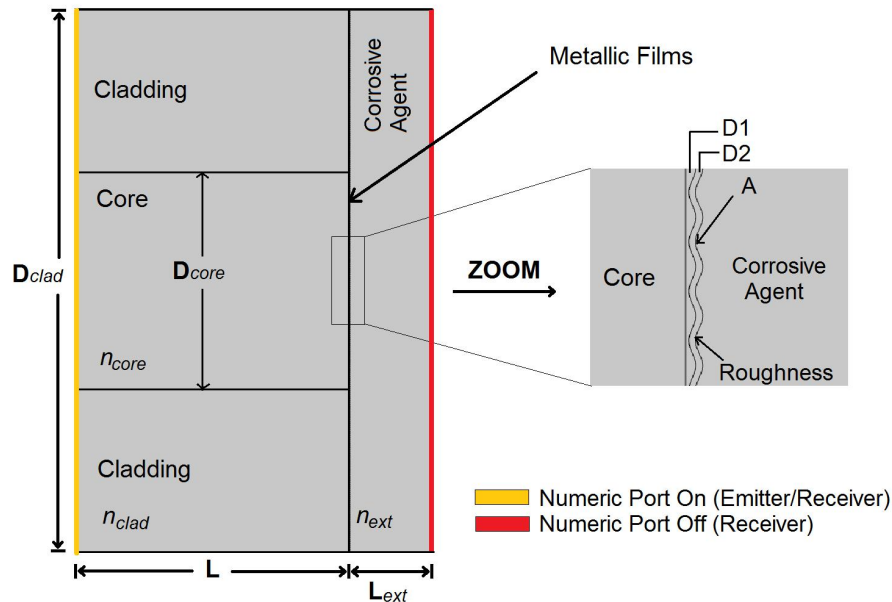 Cladding
Corrosive
Agent
Metallic Films
Core
D1
D2
A
Dclad
Dcore
ZOOM
Core
Corrosive
Agent
ncore
Roughness
Cladding
nclad
next
Numeric Port On (Emitter/Receiver)
Numeric Port Off (Receiver)
L
Lext